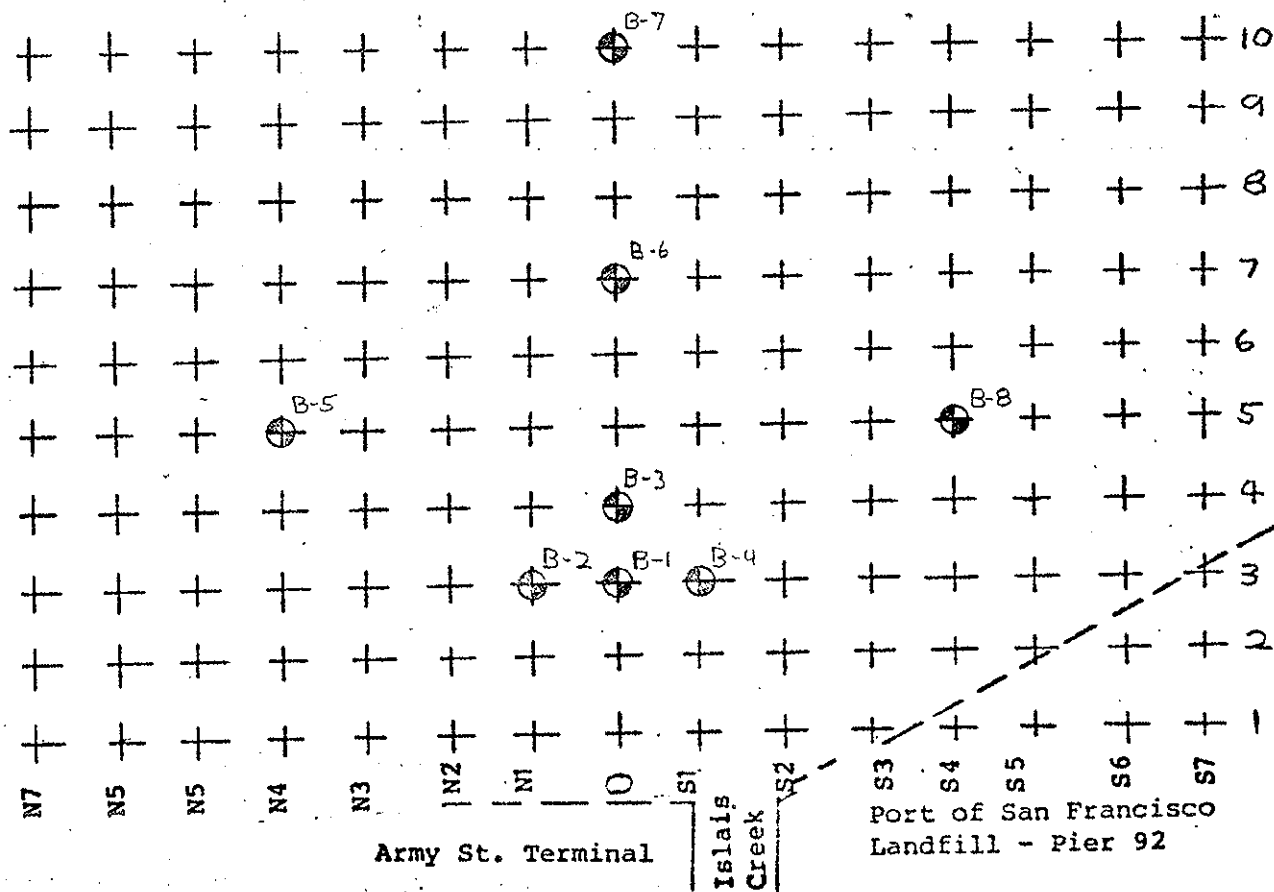 B-7
10
9
8
B-6
7
6
B-5
B-8
5
B-3
4
B-2 B-1 B-4
3
2
1
N7 N5 N5 N4 N3 N2 N1 0 S1 S2 S3 S4 S5 S6 S7
Army St. Terminal
Islais
Creek
Port of San Francisco
Landfill - Pier 92